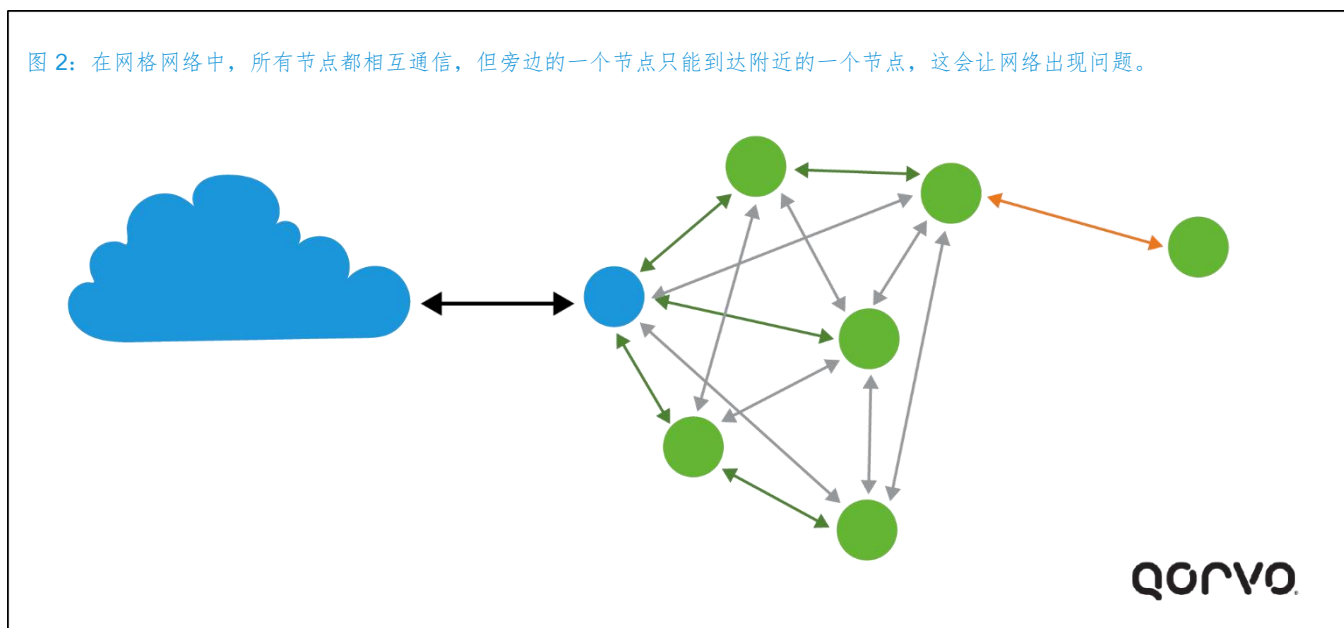 图 2：在网格网络中，所有节点都相互通信，但旁边的一个节点只能到达附近的一个节点，这会让网络出现问题。
QORVO